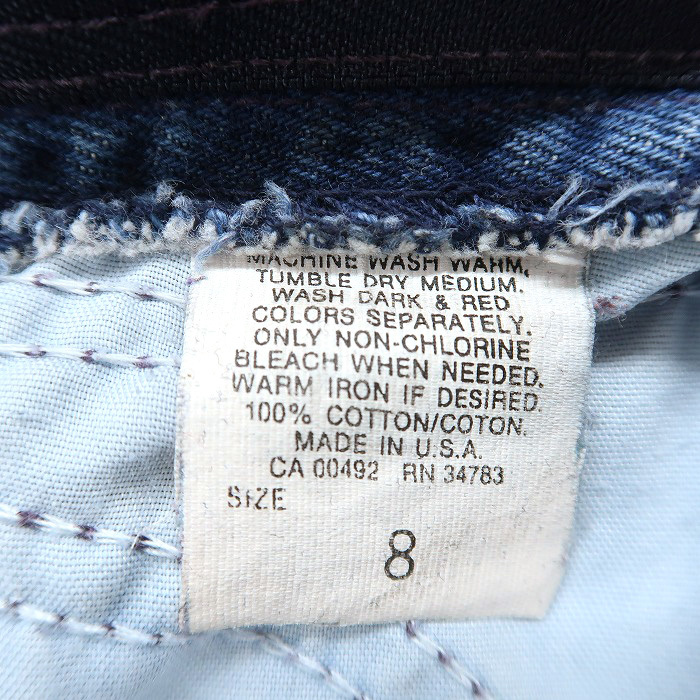 MACHINE WASH WARM,
TUMBLE DRY MEDIUM.
WASH DARK & RED
COLORS SEPARATELY.
ONLY NON-CHLORINE
BLEACH WHEN NEEDED.
WARM IRON IF DESIRED.
100% COTTON/COTON.
MADE IN U.S.A.
CA 00492 RN 34783
SIZE
8